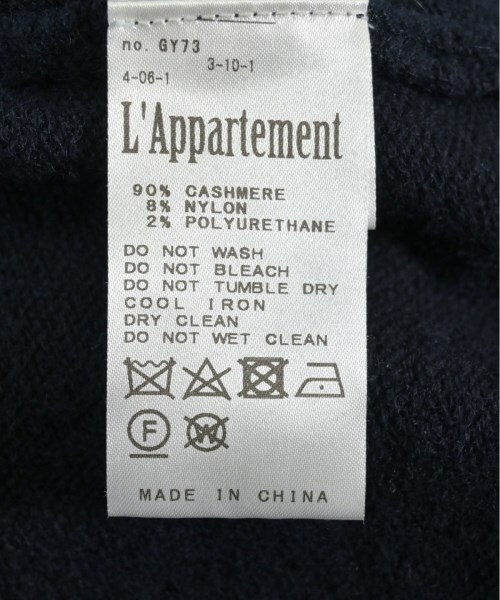 no. GY73
3-10-1
4-06-1
L'Appartement
90% CASHMERE
8% NYLON
2% POLYURETHANE
DO NOT WASH
DO NOT BLEACH
DO NOT TUMBLE DRY
COOL IRON
DRY CLEAN
DO NOT WET CLEAN
F
W
MADE IN CHINA